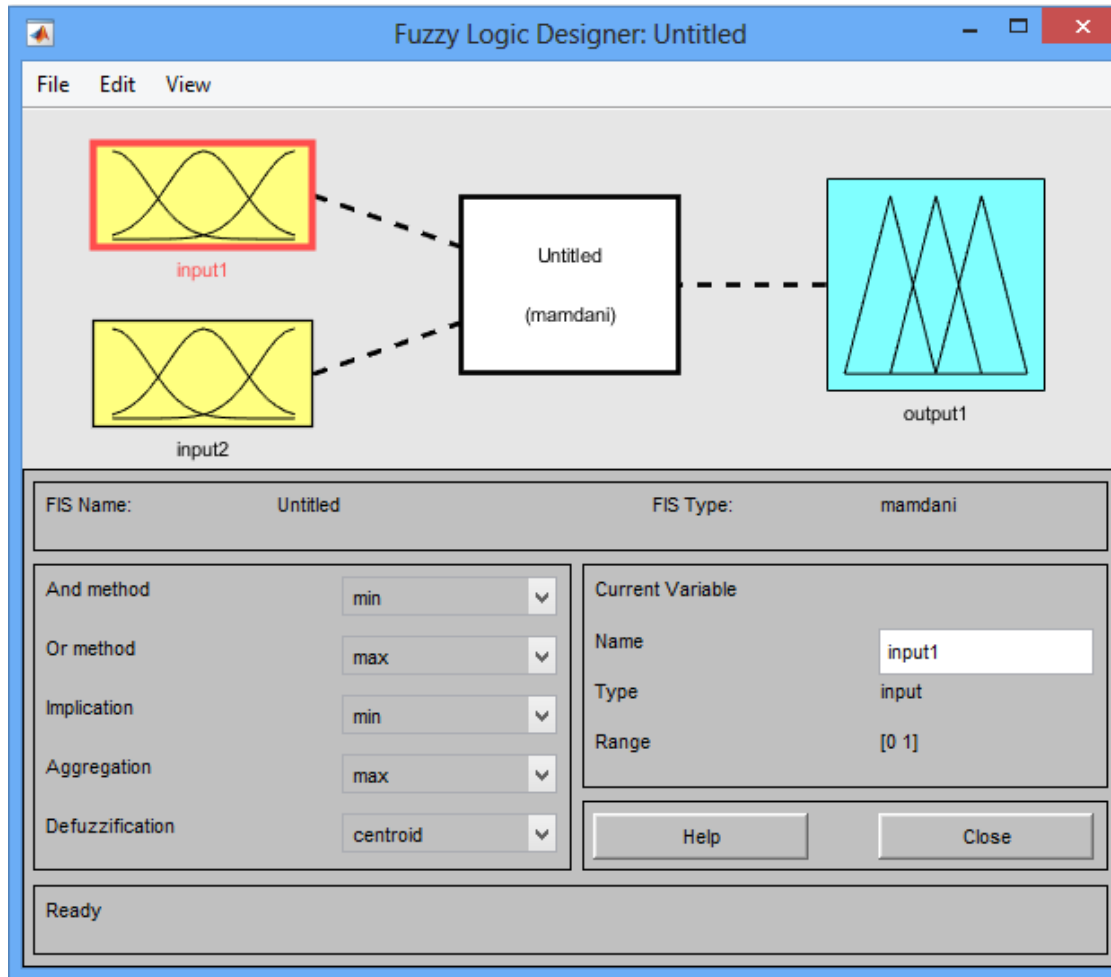 Fuzzy Logic Designer: Untitled
File Edit View
input1
input2
Untitled
(mamdani)
output1
FIS Name: Untitled FIS Type: mamdani
And method min
Or method max
Implication min
Aggregation max
Defuzzification centroid
Current Variable
Name input1
Type input
Range [0 1]
Help Close
Ready